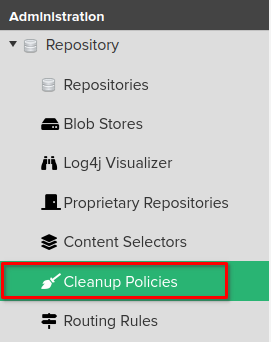 Administration
Repository
Repositories
Blob Stores
Log4j Visualizer
Proprietary Repositories
Content Selectors
Cleanup Policies
Routing Rules